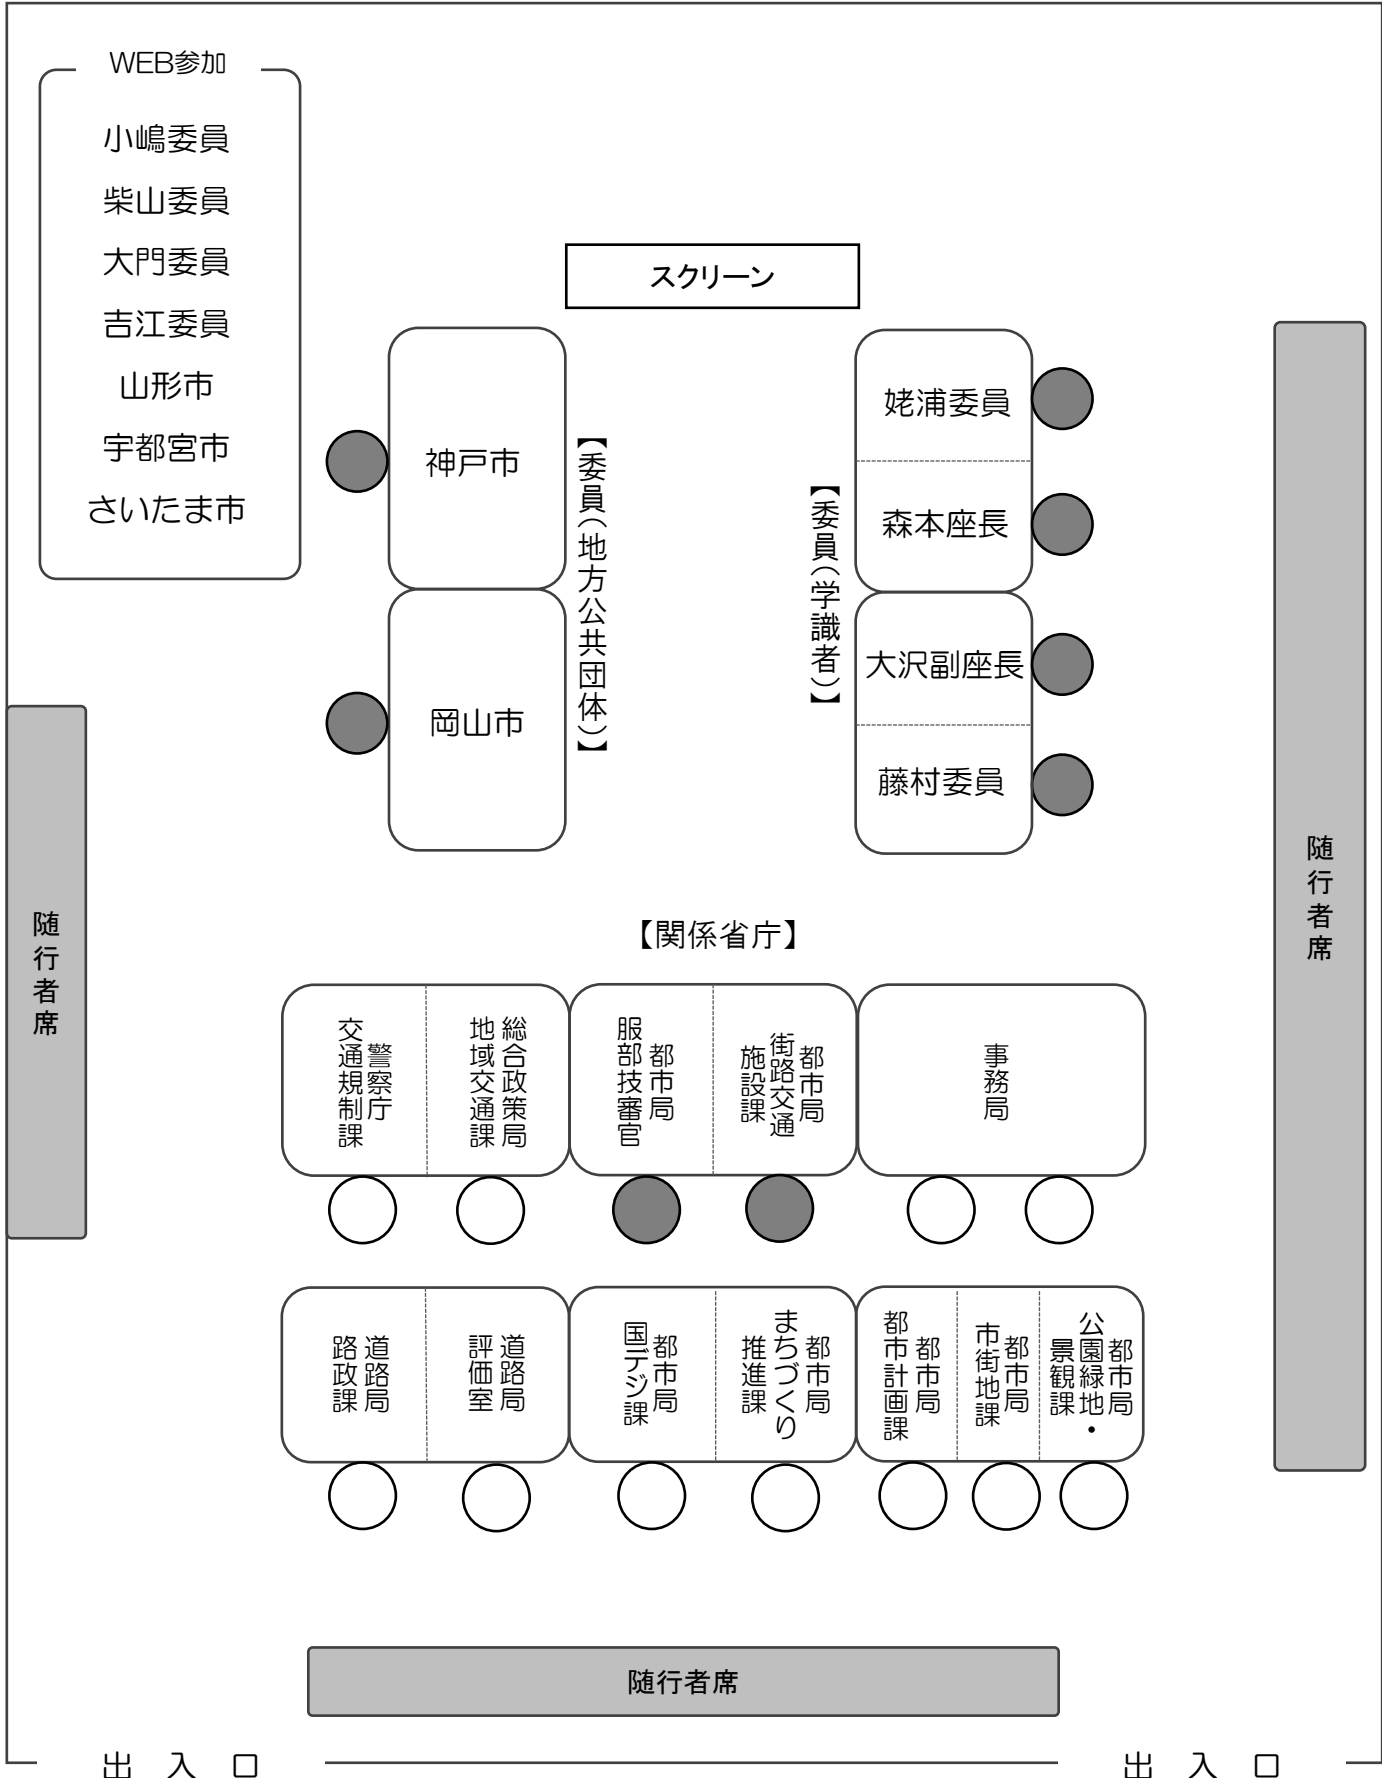 WEB参加
小嶋委員
柴山委員
大門委員
吉江委員
山形市
宇都宮市
さいたま市
スクリーン
神戸市
岡山市
【委員(地方公共団体)】
【委員(学識者)】
姥浦委員
森本座長
大沢副座長
藤村委員
随行者席
随行者席
【関係省庁】
警察庁
交通規制課
総合政策局
地域交通課
都市局
服部技審官
都市局
街路交通
施設課
事務局
道路局
路政課
道路局
評価室
都市局
国デジ課
都市局
まちづくり
推進課
都市局
都市計画課
都市局
市街地課
都市局
公園緑地・
景観課
随行者席
出入口
出入口